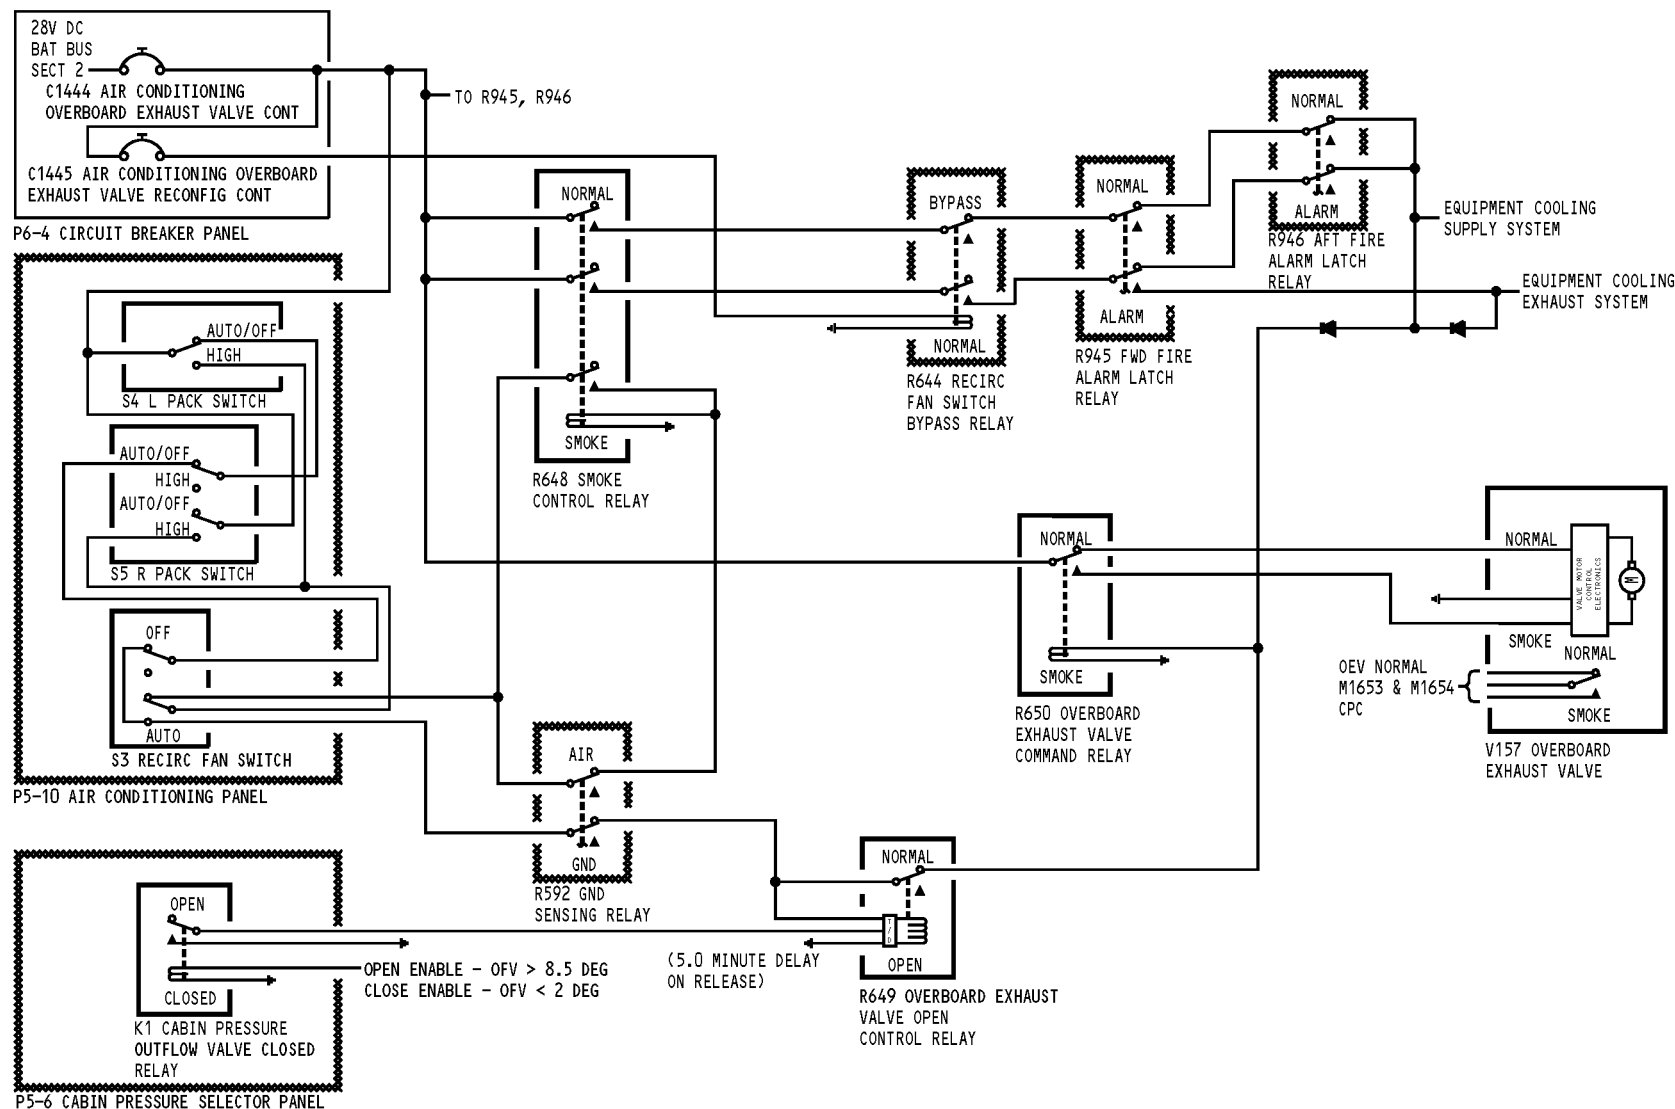 28V DC
BAT BUS
SECT 2
C1444 AIR CONDITIONING
OVERBOARD EXHAUST VALVE CONT
C1445 AIR CONDITIONING OVERBOARD
EXHAUST VALVE RECONFIG CONT
P6-4 CIRCUIT BREAKER PANEL
TO R945, R946
AUTO/OFF
HIGH
S4 L PACK SWITCH
AUTO/OFF
HIGH
AUTO/OFF
HIGH
S5 R PACK SWITCH
OFF
AUTO
S3 RECIRC FAN SWITCH
P5-10 AIR CONDITIONING PANEL
OPEN
CLOSED
K1 CABIN PRESSURE
OUTFLOW VALVE CLOSED
RELAY
P5-6 CABIN PRESSURE SELECTOR PANEL
OPEN ENABLE - OFV > 8.5 DEG
CLOSE ENABLE - OFV < 2 DEG
NORMAL
SMOKE
R648 SMOKE
CONTROL RELAY
AIR
GND
R592 GND
SENSING RELAY
(5.0 MINUTE DELAY
ON RELEASE)
NORMAL
T/D
OPEN
R649 OVERBOARD EXHAUST
VALVE OPEN
CONTROL RELAY
BYPASS
NORMAL
R644 RECIRC
FAN SWITCH
BYPASS RELAY
NORMAL
ALARM
R945 FWD FIRE
ALARM LATCH
RELAY
NORMAL
ALARM
R946 AFT FIRE
ALARM LATCH
RELAY
EQUIPMENT COOLING
SUPPLY SYSTEM
EQUIPMENT COOLING
EXHAUST SYSTEM
NORMAL
SMOKE
R650 OVERBOARD
EXHAUST VALVE
COMMAND RELAY
NORMAL
VALVE MOTOR
CONTROL
ELECTRONICS
M
SMOKE
NORMAL
OEV NORMAL
M1653 & M1654
CPC
SMOKE
V157 OVERBOARD
EXHAUST VALVE